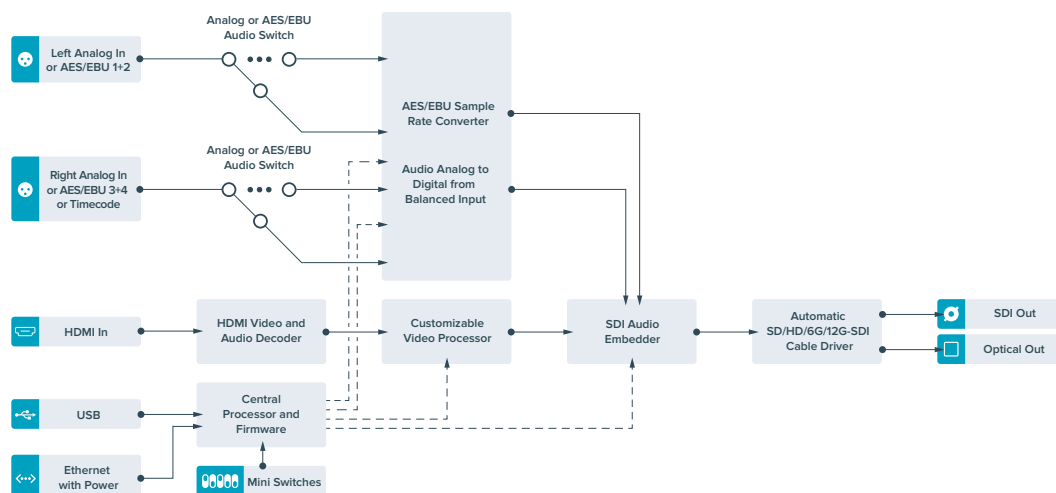 Analog or AES/EBU
Audio Switch
Left Analog In
or AES/EBU 1+2
AES/EBU Sample
Rate Converter
Analog or AES/EBU
Audio Switch
Right Analog In
or AES/EBU 3+4
or Timecode
Audio Analog to
Digital from
Balanced Input
HDMI In
HDMI Video and
Audio Decoder
Customizable
Video Processor
SDI Audio
Embedder
Automatic
SD/HD/6G/12G-SDI
Cable Driver
SDI Out
Optical Out
USB
Central
Processor and
Firmware
Ethernet
with Power
Mini Switches